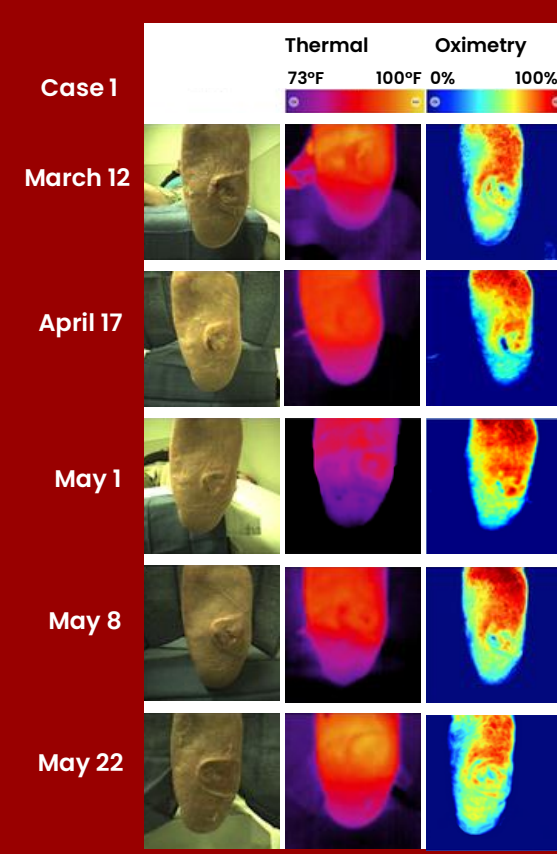 Thermal Oximetry
Case 1 73°F 100°F 0% 100%
March 12
April 17
May 1
May 8
May 22